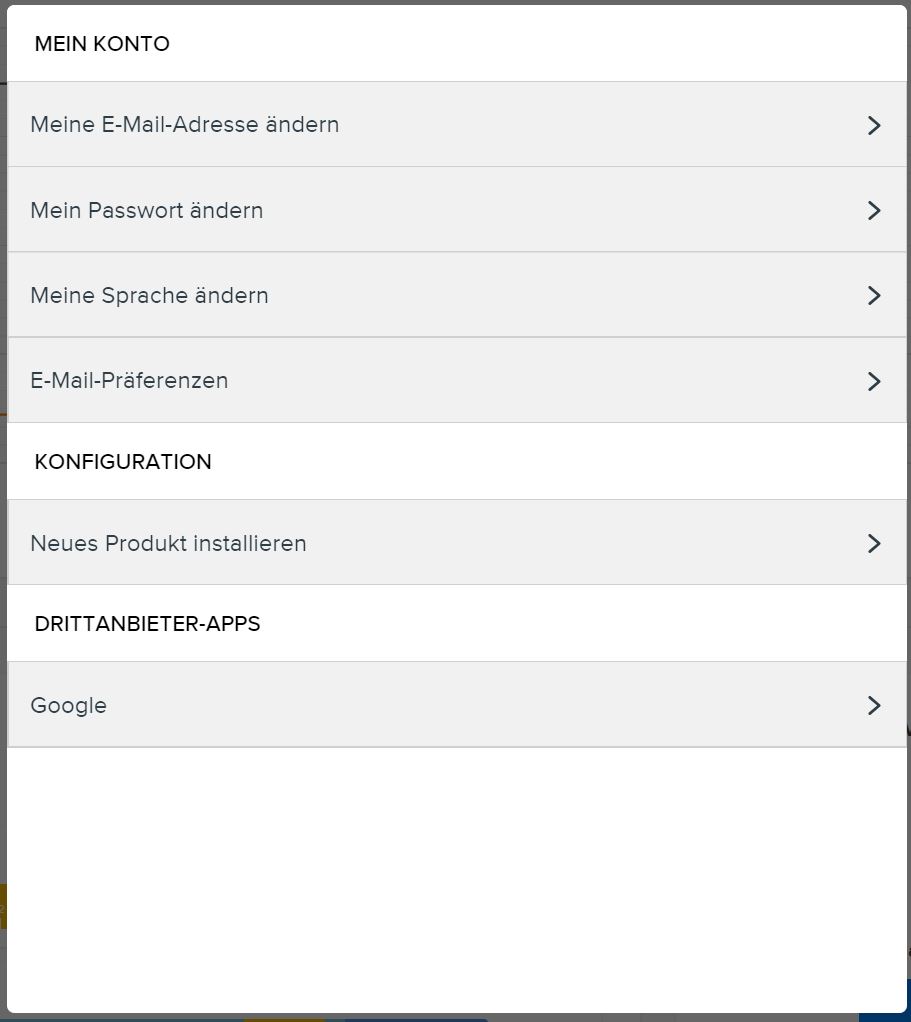 MEIN KONTO
Meine E-Mail-Adresse ändern
Mein Passwort ändern
Meine Sprache ändern
E-Mail-Präferenzen
KONFIGURATION
Neues Produkt installieren
DRITTANBIETER-APPS
Google